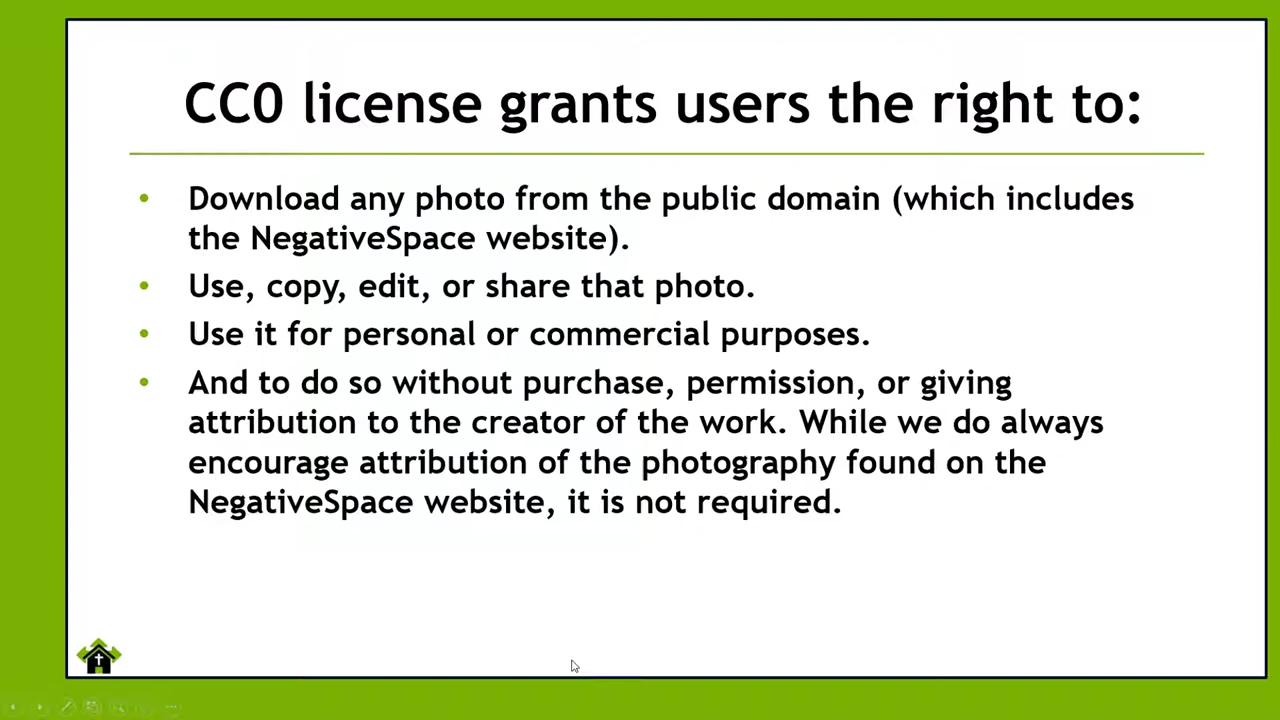 CC0 license grants users the right to:
• Download any photo from the public domain (which includes
the NegativeSpace website).
• Use, copy, edit, or share that photo.
• Use it for personal or commercial purposes.
• And to do so without purchase, permission, or giving
attribution to the creator of the work. While we do always
encourage attribution of the photography found on the
NegativeSpace website, it is not required.